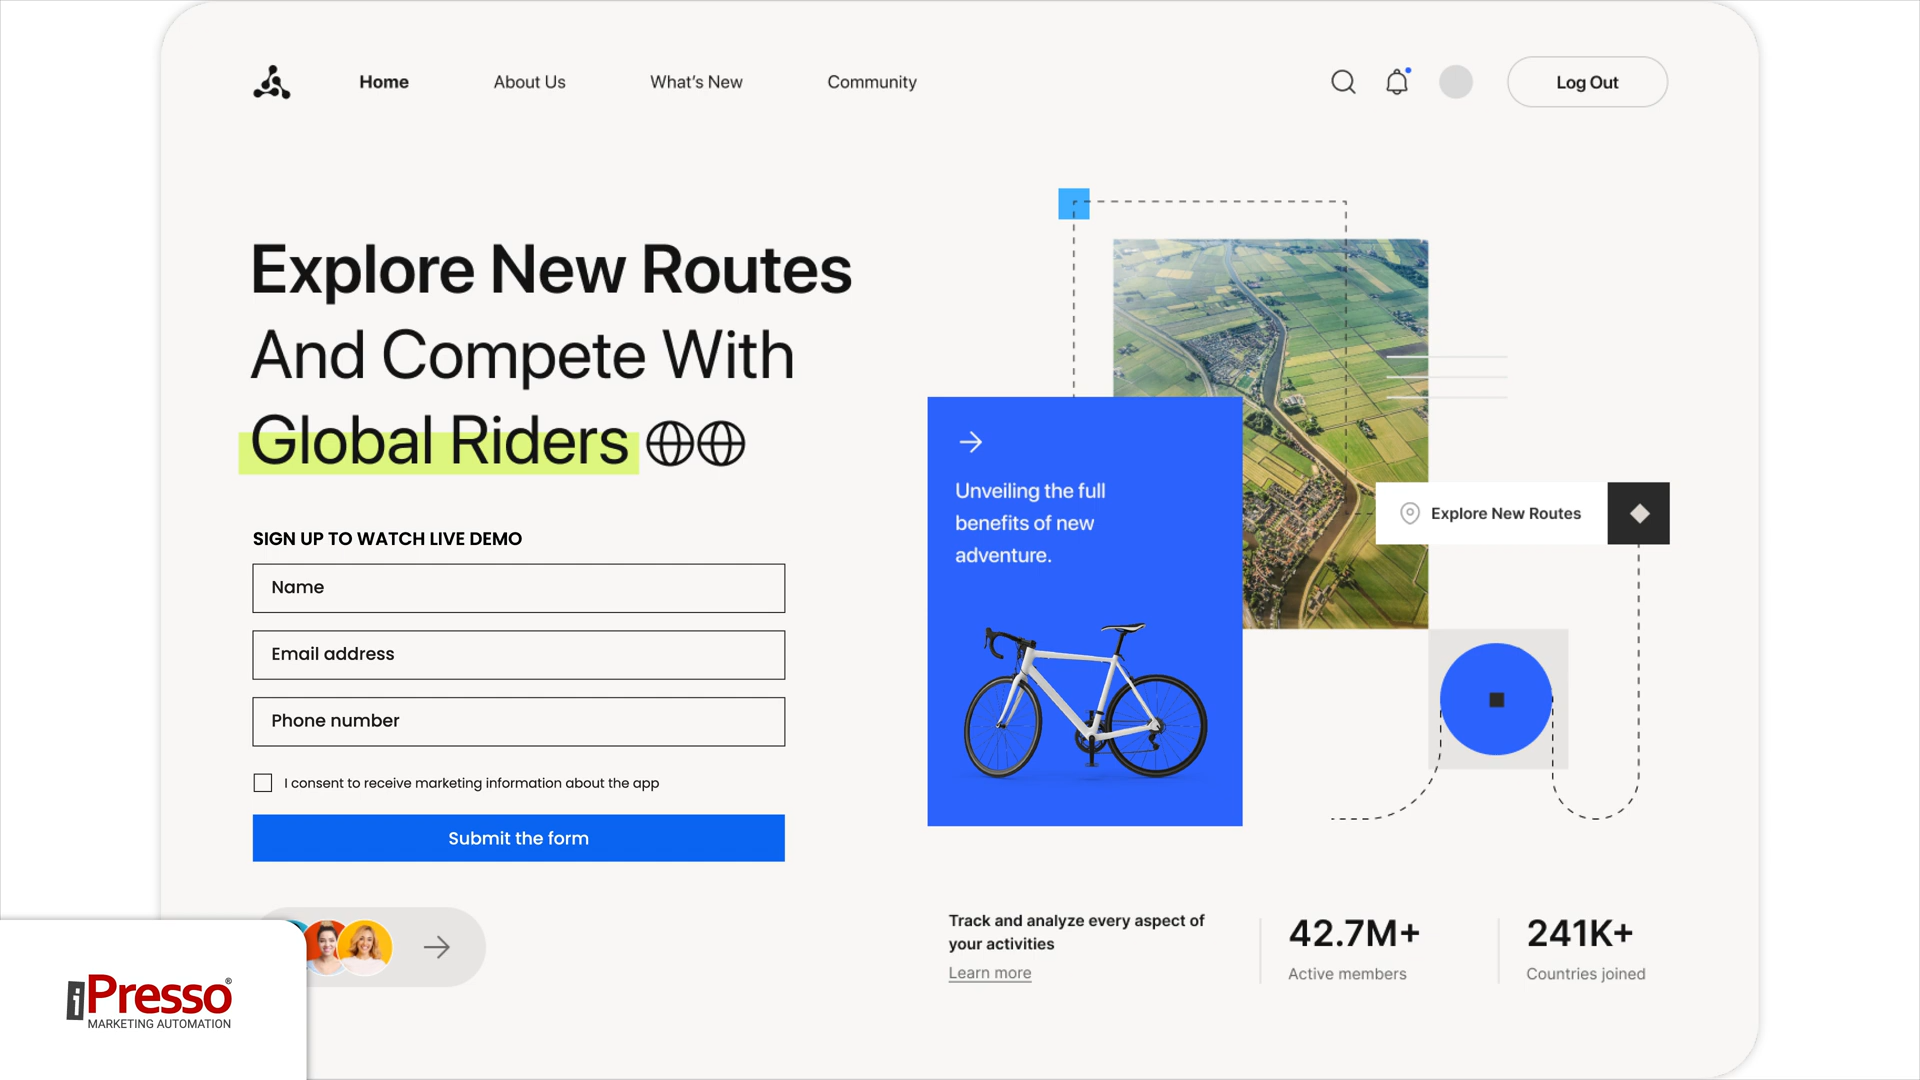 Home
About Us
What's New
Community
Log Out
Explore New Routes
And Compete With
Global Riders
SIGN UP TO WATCH LIVE DEMO
Name
Email address
Phone number
I consent to receive marketing information about the app
Submit the form
Unveiling the full
benefits of new
adventure.
Explore New Routes
Track and analyze every aspect of
your activities
Learn more
42.7M+
Active members
241K+
Countries joined
iPresso®
MARKETING AUTOMATION